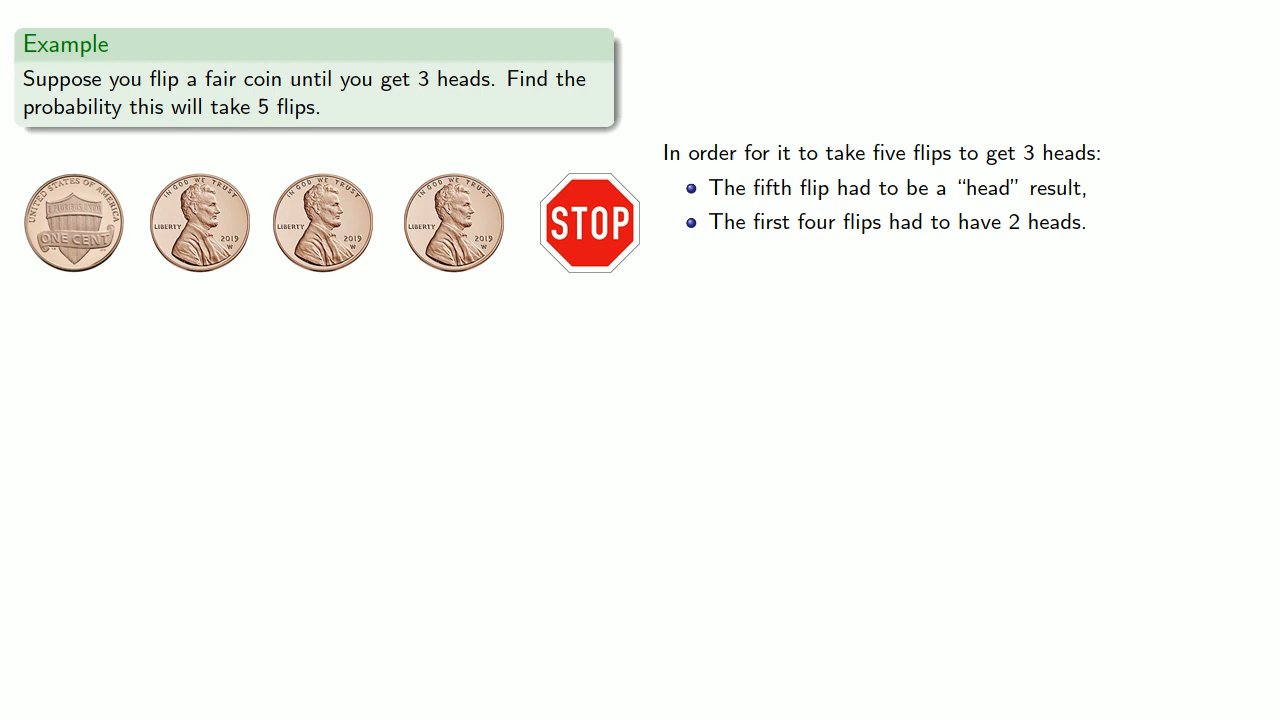 Example
Suppose you flip a fair coin until you get 3 heads. Find the
probability this will take 5 flips.
In order for it to take five flips to get 3 heads:
The fifth flip had to be a “head” result,
The first four flips had to have 2 heads.
UNITED STATES OF AMERICA
E PLURIBUS UNUM
ONE CENT
IN GOD WE TRUST
LIBERTY
2019
W
IN GOD WE TRUST
LIBERTY
2019
W
IN GOD WE TRUST
LIBERTY
2019
W
STOP